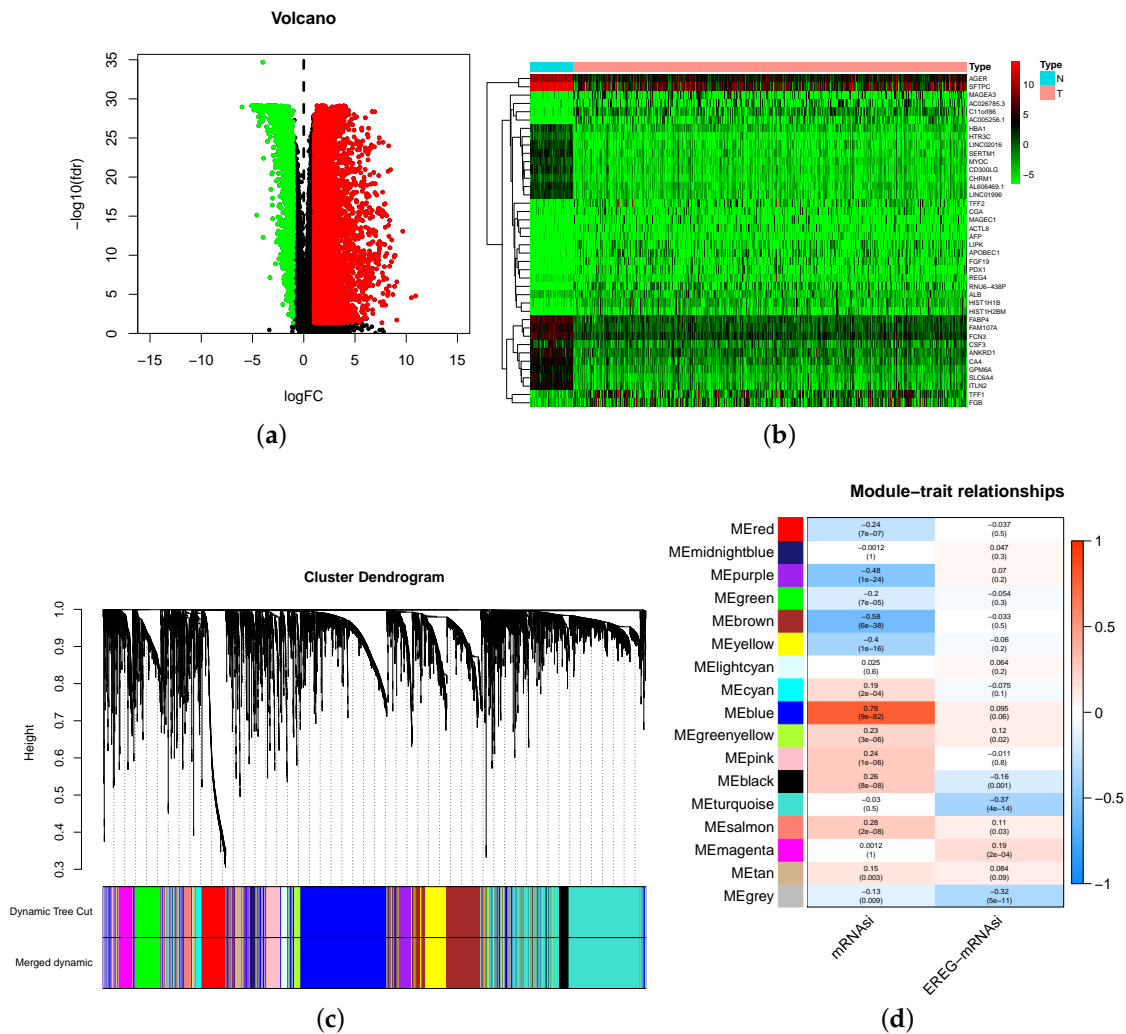 Volcano
−log10(fdr)
35
30
25
20
15
10
5
0
−15
−10
−5
0
5
10
15
logFC
(a)
Type
AGER
SFTPC
MAGEA3
AC026785.3
C11orf86
AC005256.1
HBA1
HTR3C
LINC02016
SERTM1
MYOC
CD300LG
CHRM1
AL606469.1
LINC01996
TFF2
CGA
MAGEC1
ACTL8
AFP
LIPK
APOBEC1
FGF19
PDX1
REG4
RNU6−438P
ALB
HIST1H1B
HIST1H2BM
FABP4
FAM107A
FCN3
CSF3
ANKRD1
CA4
GPM6A
SLC6A4
ITLN2
TFF1
FGB
10
5
0
−5
Type
N
T
(b)
Cluster Dendrogram
Height
1.0
0.9
0.8
0.7
0.6
0.5
0.4
0.3
Dynamic Tree Cut
Merged dynamic
(c)
Module−trait relationships
MEred −0.24 −0.037
(7e−07) (0.5)
MEmidnightblue −0.0012 0.047
(1) (0.3)
MEpurple −0.48 0.07
(1e−24) (0.2)
MEgreen −0.2 −0.054
(7e−05) (0.3)
MEbrown −0.58 −0.033
(6e−38) (0.5)
MEyellow −0.4 −0.06
(1e−16) (0.2)
MElightcyan 0.025 0.064
(0.6) (0.2)
MEcyan 0.19 −0.075
(2e−04) (0.1)
MEblue 0.78 0.095
(9e−82) (0.06)
MEgreenyellow 0.23 0.12
(3e−06) (0.02)
MEpink 0.24 −0.011
(1e−06) (0.8)
MEblack 0.26 −0.16
(8e−08) (0.001)
MEturquoise −0.03 −0.37
(0.5) (4e−14)
MEsalmon 0.28 0.11
(2e−08) (0.03)
MEmagenta 0.0012 0.19
(1) (2e−04)
MEtan 0.15 0.084
(0.003) (0.09)
MEgrey −0.13 −0.32
(0.009) (5e−11)
mRNAsi
EREG−mRNAsi
1
0.5
0
−0.5
−1
(d)